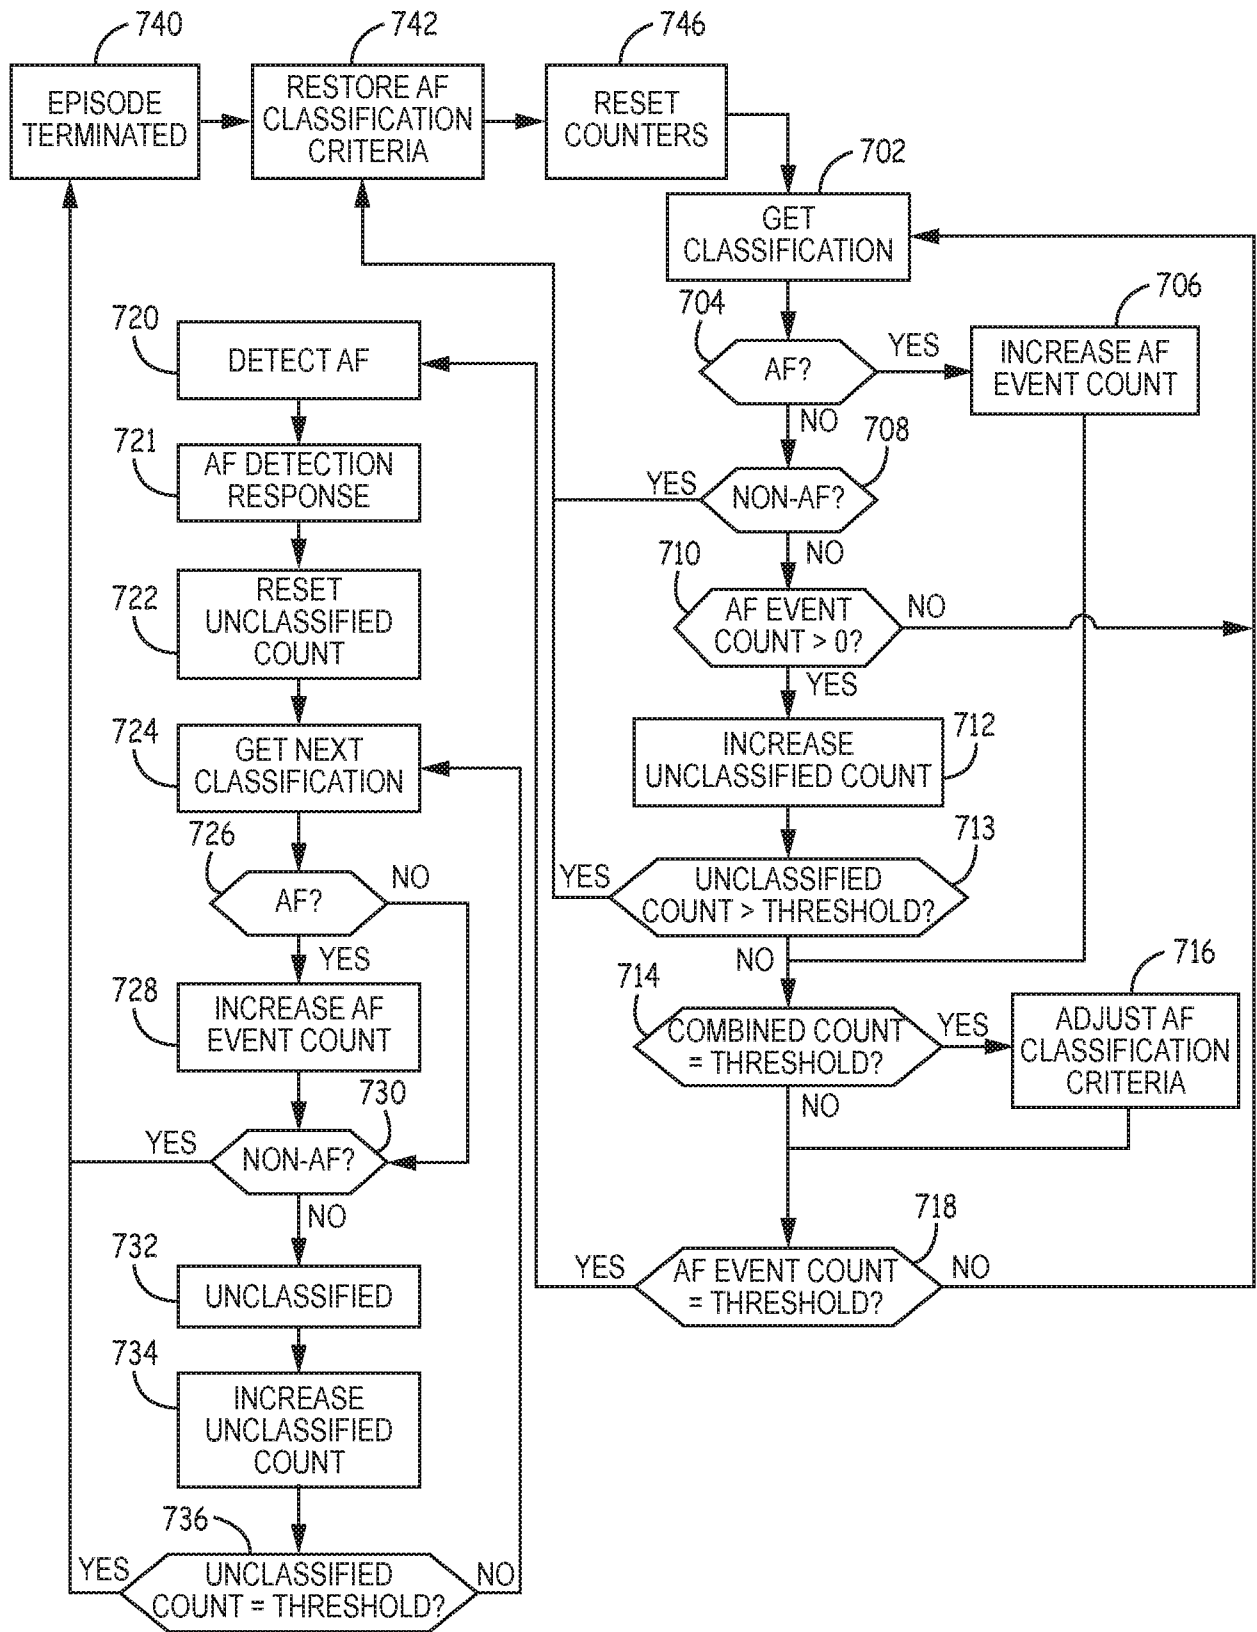 740
742
746
EPISODE
TERMINATED
RESTORE AF
CLASSIFICATION
CRITERIA
RESET
COUNTERS
702
GET
CLASSIFICATION
704
AF?
YES
706
INCREASE AF
EVENT COUNT
NO
708
NON-AF?
YES
NO
710
AF EVENT
COUNT > 0?
NO
YES
712
INCREASE
UNCLASSIFIED COUNT
713
UNCLASSIFIED
COUNT > THRESHOLD?
YES
NO
714
COMBINED COUNT
= THRESHOLD?
YES
716
ADJUST AF
CLASSIFICATION
CRITERIA
NO
718
AF EVENT COUNT
= THRESHOLD?
YES
NO
720
DETECT AF
721
AF DETECTION
RESPONSE
722
RESET
UNCLASSIFIED
COUNT
724
GET NEXT
CLASSIFICATION
726
AF?
NO
YES
728
INCREASE AF
EVENT COUNT
730
NON-AF?
YES
NO
732
UNCLASSIFIED
734
INCREASE
UNCLASSIFIED
COUNT
736
UNCLASSIFIED
COUNT = THRESHOLD?
YES
NO